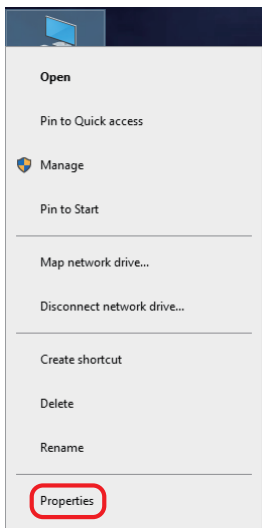 Open
Pin to Quick access
Manage
Pin to Start
Map network drive...
Disconnect network drive...
Create shortcut
Delete
Rename
Properties